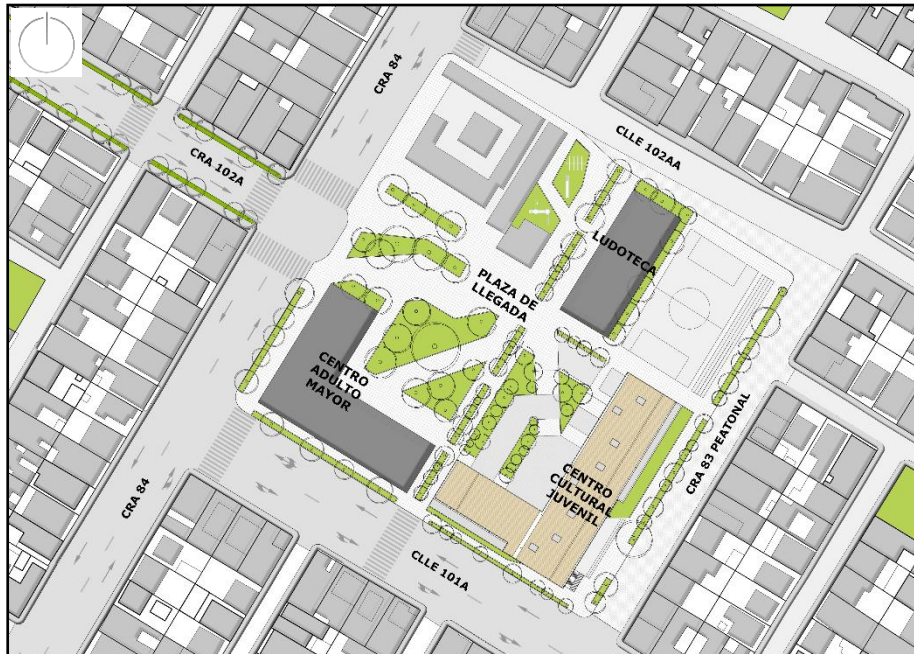 CRA 84
CLLE 102AA
CRA 102A
LUDOTECA
PLAZA DE
LLEGADA
CENTRO
ADULTO
MAYOR
CRA 83 PEATONAL
CENTRO
CULTURAL
JUVENIL
CRA 84
CLLE 101A